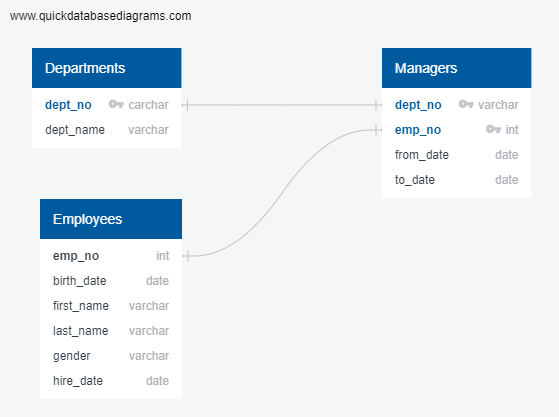 www.quickdatabasediagrams.com
Departments
dept_no carchar
dept_name varchar
Managers
dept_no varchar
emp_no int
from_date date
to_date date
Employees
emp_no int
birth_date date
first_name varchar
last_name varchar
gender varchar
hire_date date